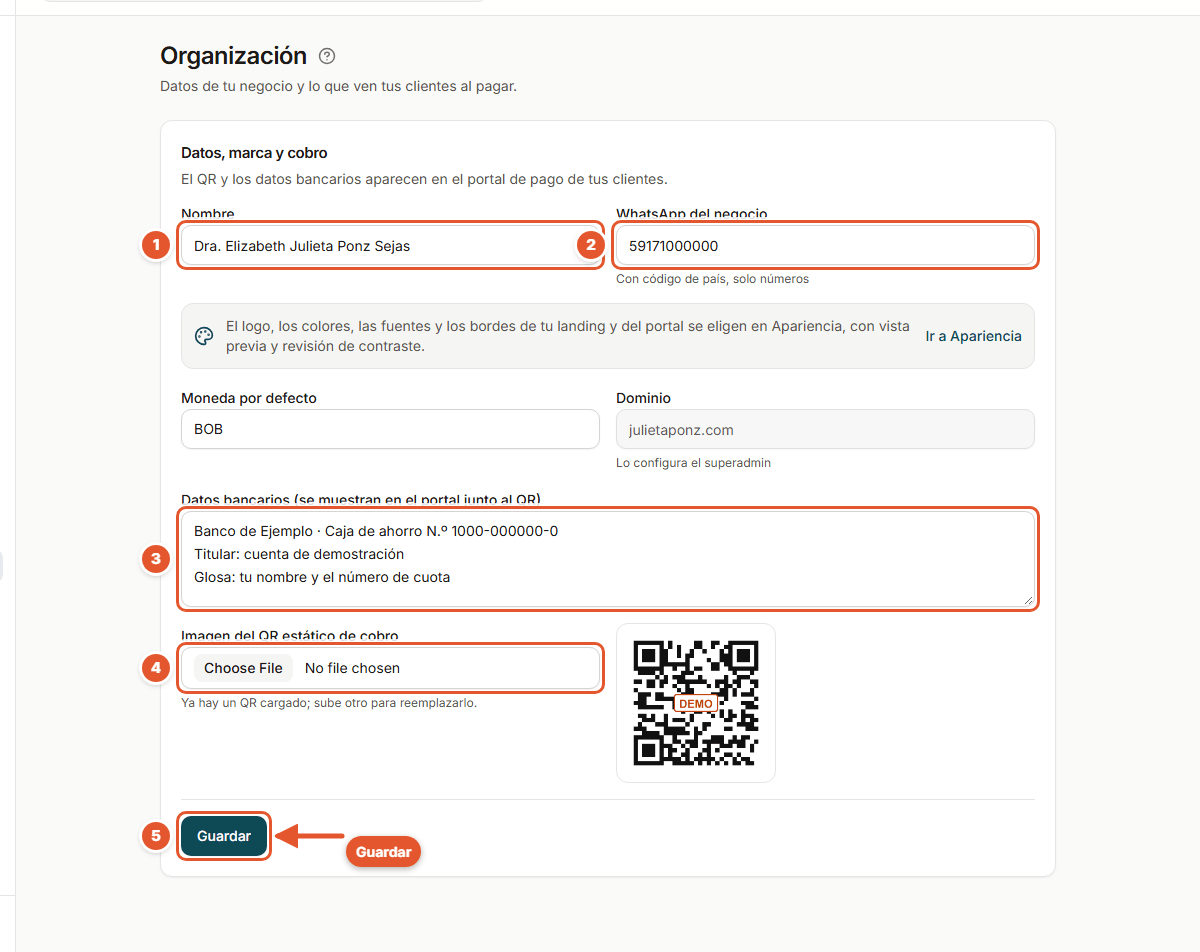 Organización
Datos de tu negocio y lo que ven tus clientes al pagar.
Datos, marca y cobro
El QR y los datos bancarios aparecen en el portal de pago de tus clientes.
Nombre
WhatsApp del negocio
1
Dra. Elizabeth Julieta Ponz Sejas
2
59171000000
Con código de país, solo números
El logo, los colores, las fuentes y los bordes de tu landing y del portal se eligen en Apariencia, con vista
previa y revisión de contraste.
Ir a Apariencia
Moneda por defecto
Dominio
BOB
julietaponz.com
Lo configura el superadmin
Datos bancarios (se muestran en el portal junto al QR)
3
Banco de Ejemplo · Caja de ahorro N.º 1000-000000-0
Titular: cuenta de demostración
Glosa: tu nombre y el número de cuota
Imagen del QR estático de cobro
4
Choose File No file chosen
Ya hay un QR cargado; sube otro para reemplazarlo.
DEMO
5
Guardar
Guardar